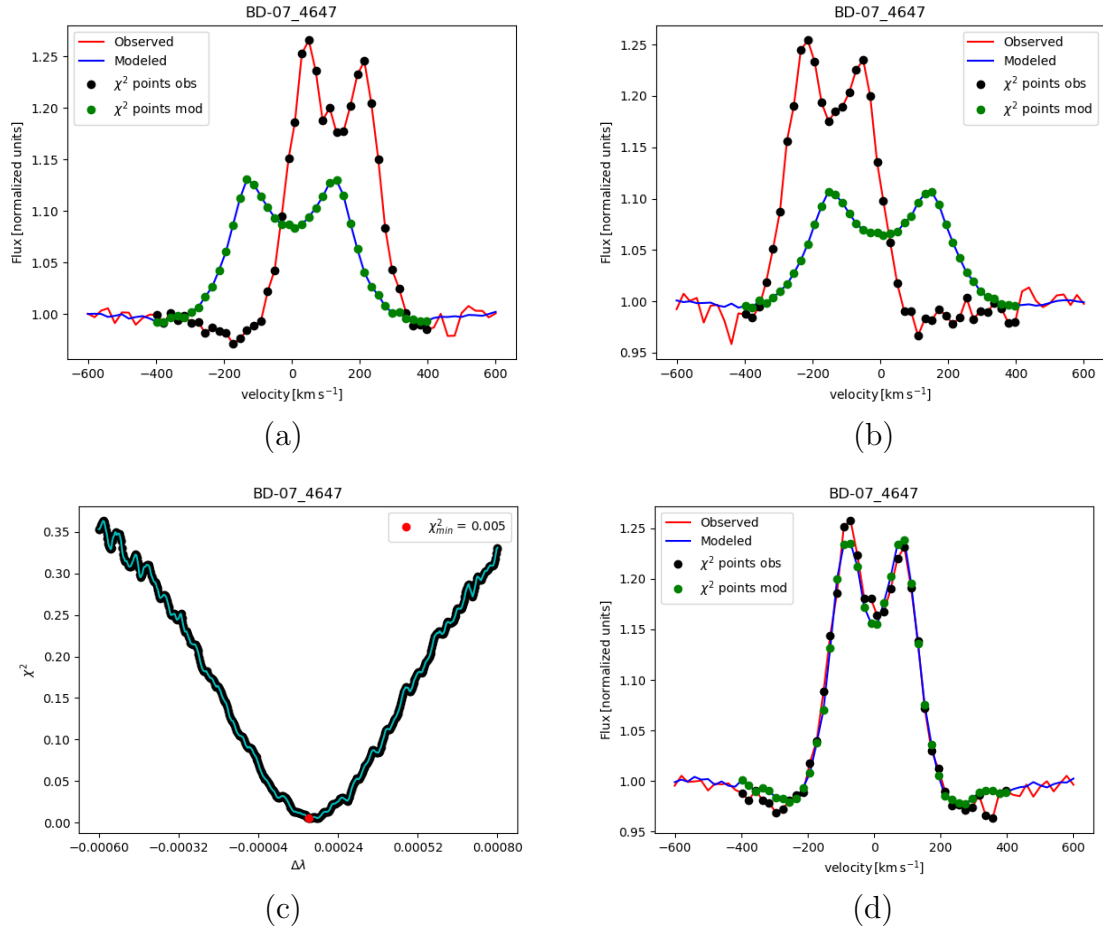 BD-07_4647
Observed
Modeled
χ² points obs
χ² points mod
Flux [normalized units]
1.25
1.20
1.15
1.10
1.05
1.00
−600 −400 −200 0 200 400 600
velocity [km s⁻¹]
(a)
BD-07_4647
Observed
Modeled
χ² points obs
χ² points mod
Flux [normalized units]
1.25
1.20
1.15
1.10
1.05
1.00
0.95
−600 −400 −200 0 200 400 600
velocity [km s⁻¹]
(b)
BD-07_4647
χ²min = 0.005
χ²
0.35
0.30
0.25
0.20
0.15
0.10
0.05
0.00
−0.00060 −0.00032 −0.00004 0.00024 0.00052 0.00080
Δλ
(c)
BD-07_4647
Observed
Modeled
χ² points obs
χ² points mod
Flux [normalized units]
1.25
1.20
1.15
1.10
1.05
1.00
0.95
−600 −400 −200 0 200 400 600
velocity [km s⁻¹]
(d)